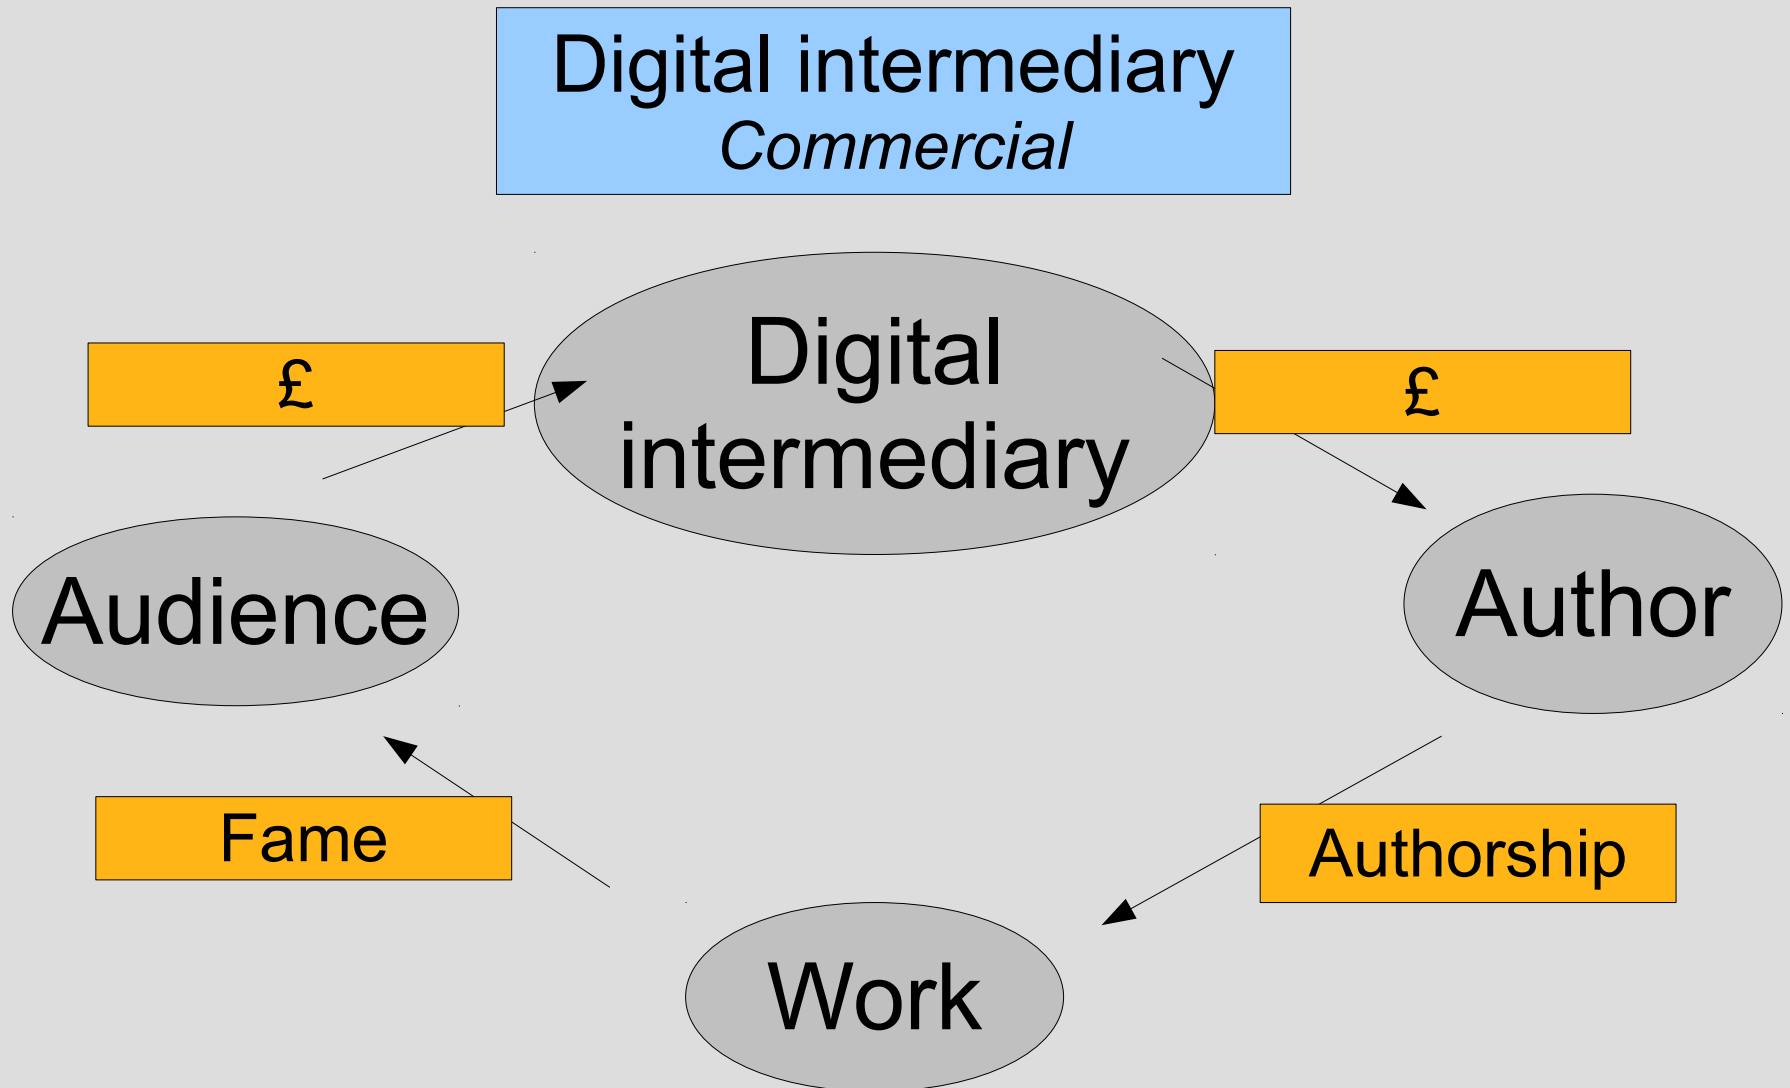 Digital intermediary
Commercial
Digital
intermediary
£
£
Audience
Author
Fame
Authorship
Work